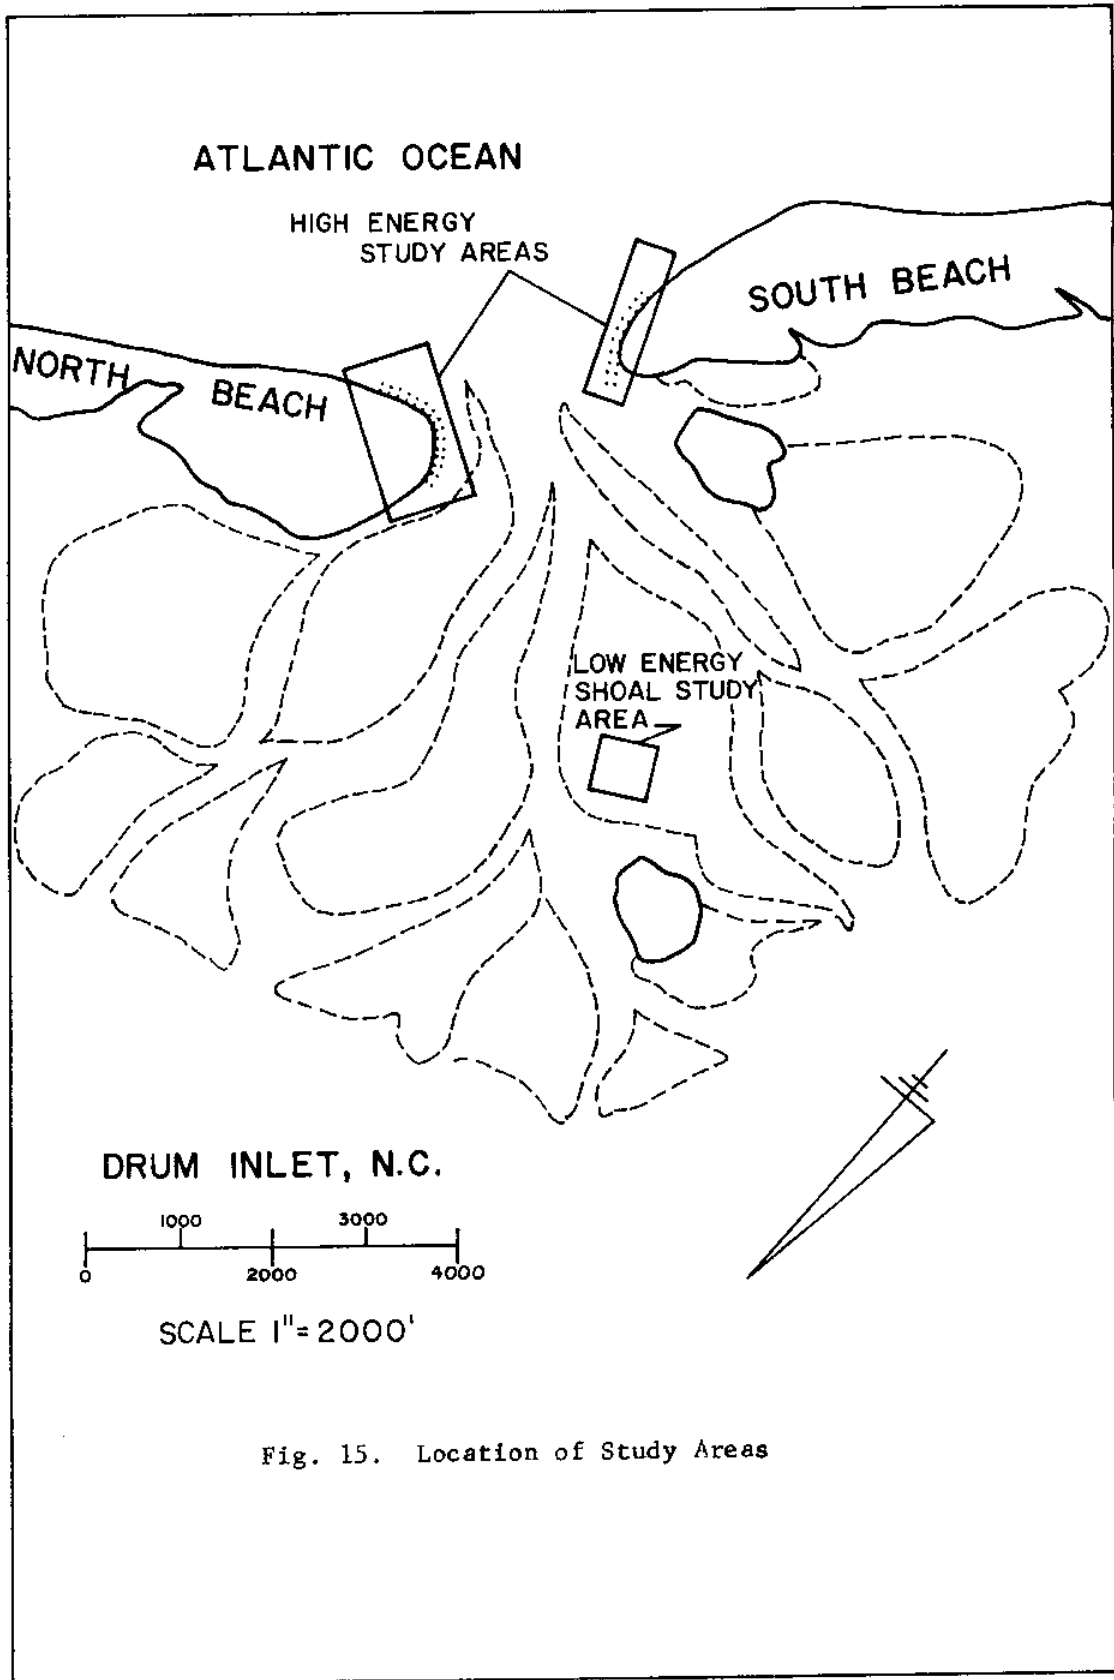 ATLANTIC OCEAN
HIGH ENERGY
STUDY AREAS
SOUTH BEACH
NORTH BEACH
LOW ENERGY
SHOAL STUDY
AREA
DRUM INLET, N.C.
1000 3000
0 2000 4000
SCALE 1"=2000'
Fig. 15. Location of Study Areas